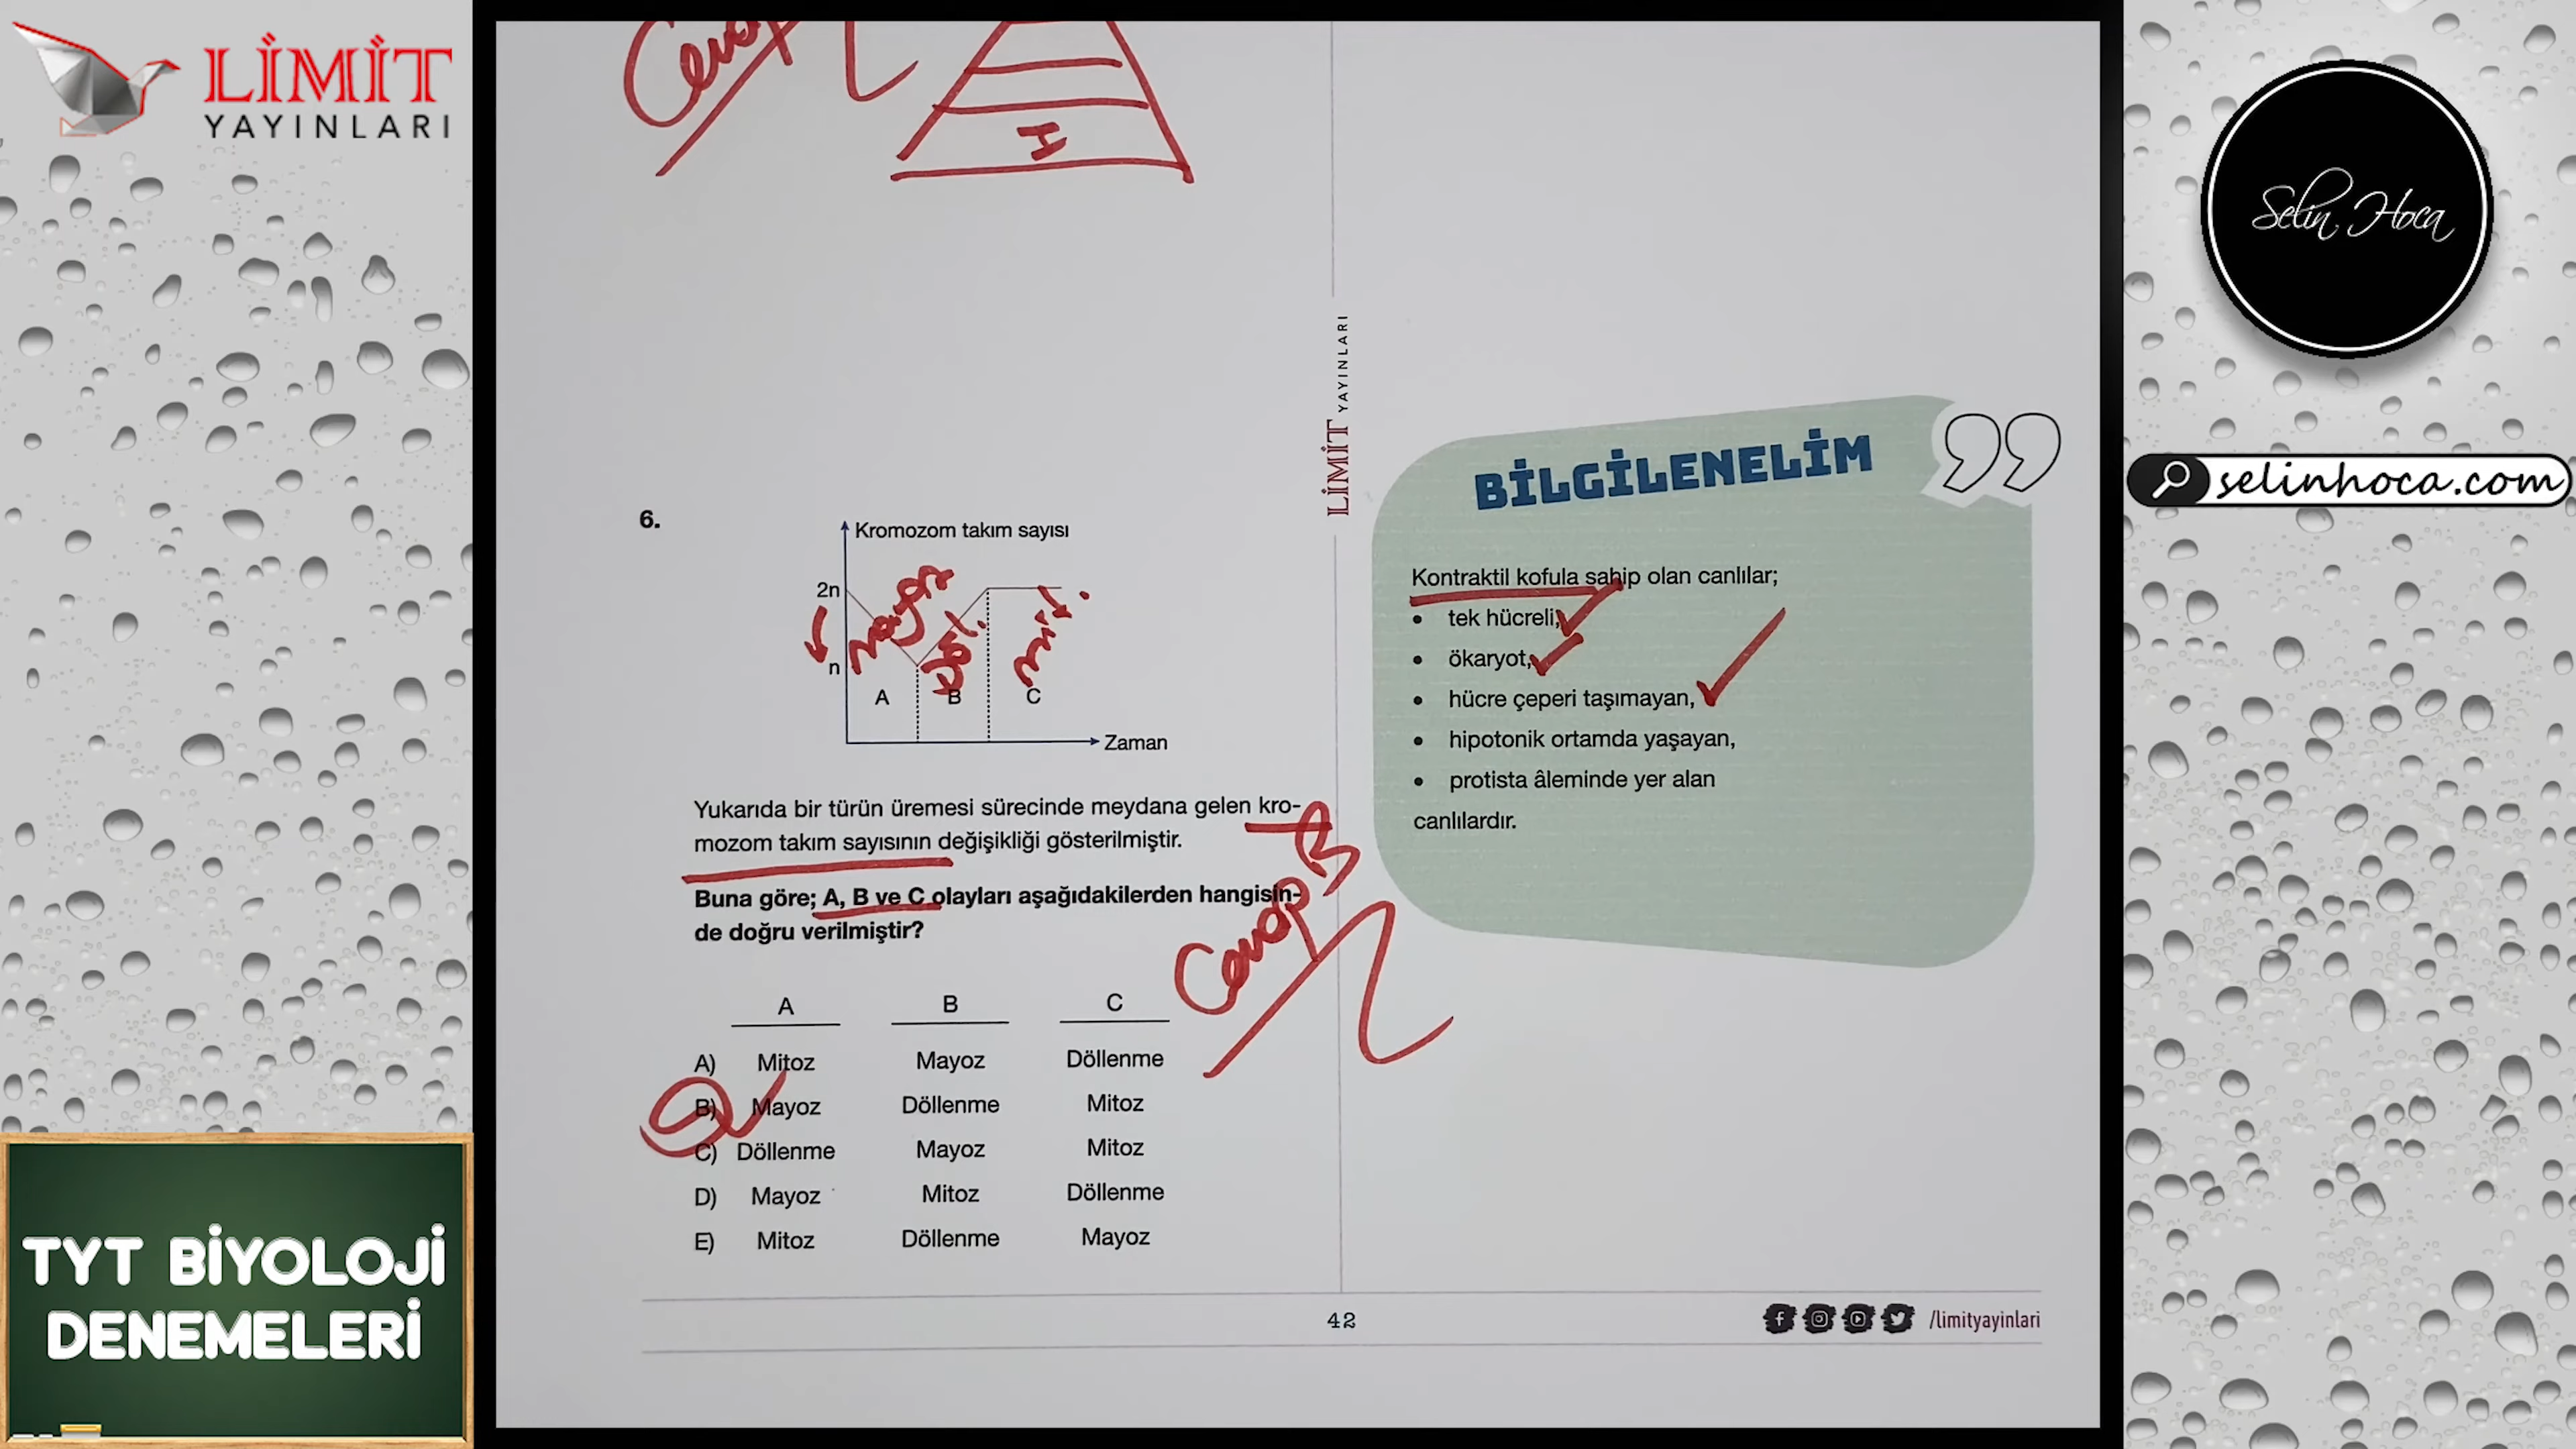 LİMİT
YAYINLARI
Cevap
H
6.
Kromozom takım sayısı
2n
n
mayoz
döl.
mit.
A
B
C
Zaman
Yukarıda bir türün üremesi sürecinde meydana gelen kro-
mozom takım sayısının değişikliği gösterilmiştir.
Buna göre; A, B ve C olayları aşağıdakilerden hangisin-
de doğru verilmiştir?
Cevap B
A B C
A) Mitoz Mayoz Döllenme
B) Mayoz Döllenme Mitoz
C) Döllenme Mayoz Mitoz
D) Mayoz Mitoz Döllenme
E) Mitoz Döllenme Mayoz
LİMİT YAYINLARI
BİLGİLENELİM
Kontraktil kofula sahip olan canlılar;
• tek hücreli,
• ökaryot,
• hücre çeperi taşımayan,
• hipotonik ortamda yaşayan,
• protista âleminde yer alan
canlılardır.
42
/limityayinlari
Selin Hoca
selinhoca.com
TYT BİYOLOJİ
DENEMELERİ